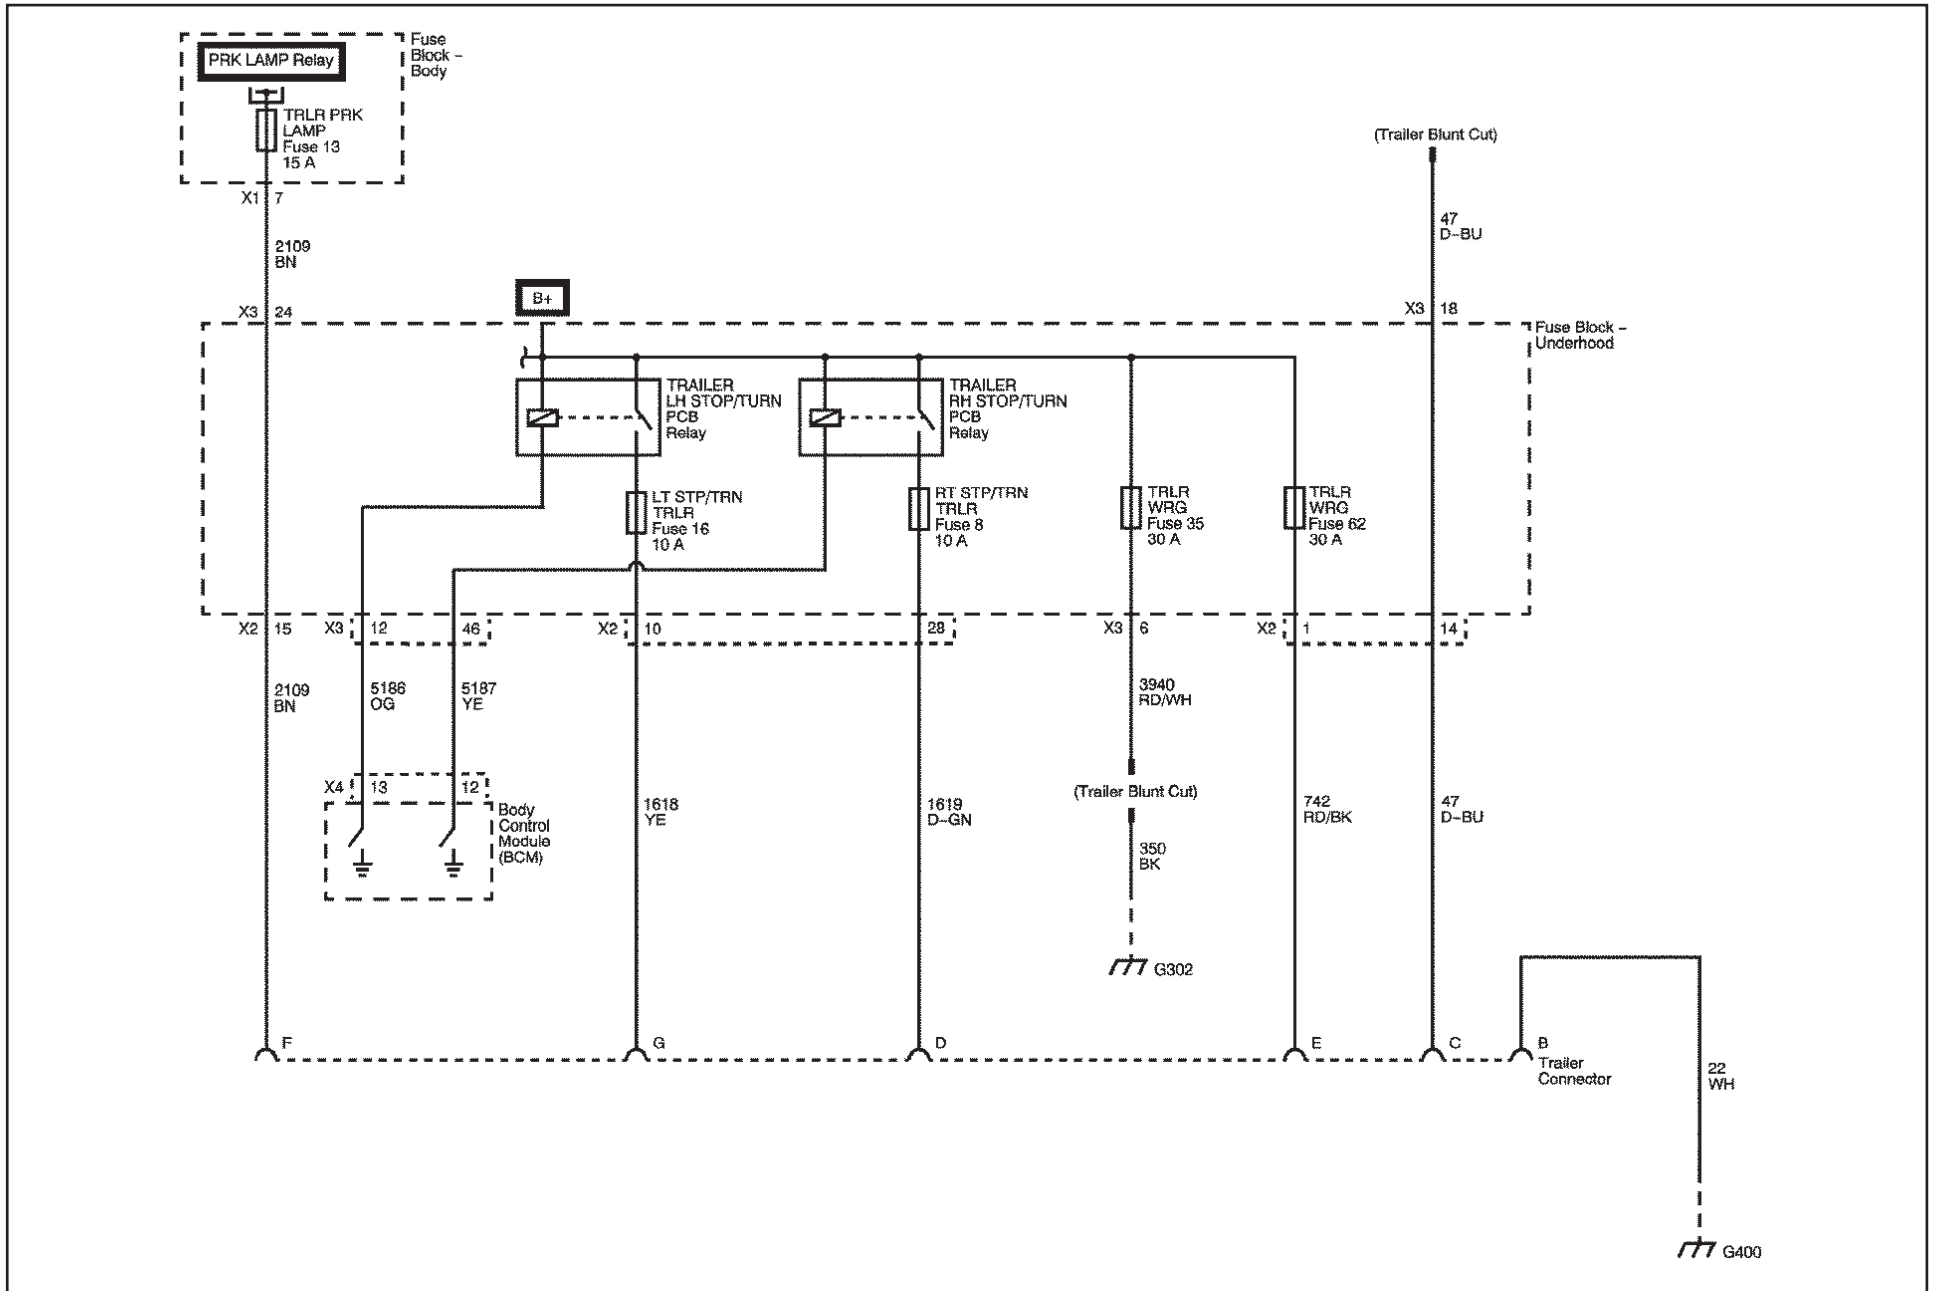 PRK LAMP Relay
Fuse
Block –
Body
TRLR PRK
LAMP
Fuse 13
15 A
X1 7
2109
BN
X3 24
B+
(Trailer Blunt Cut)
47
D–BU
X3 18
Fuse Block –
Underhood
TRAILER
LH STOP/TURN
PCB
Relay
TRAILER
RH STOP/TURN
PCB
Relay
LT STP/TRN
TRLR
Fuse 16
10 A
RT STP/TRN
TRLR
Fuse 8
10 A
TRLR
WRG
Fuse 35
30 A
TRLR
WRG
Fuse 62
30 A
X2 15 X3 12 46 X2 10 28 X3 6 X2 1 14
2109
BN
5186
OG
5187
YE
3940
RD/WH
X4 13 12
Body
Control
Module
(BCM)
1618
YE
1619
D–GN
(Trailer Blunt Cut)
742
RD/BK
47
D–BU
350
BK
G302
F G D E C B
Trailer
Connector
22
WH
G400